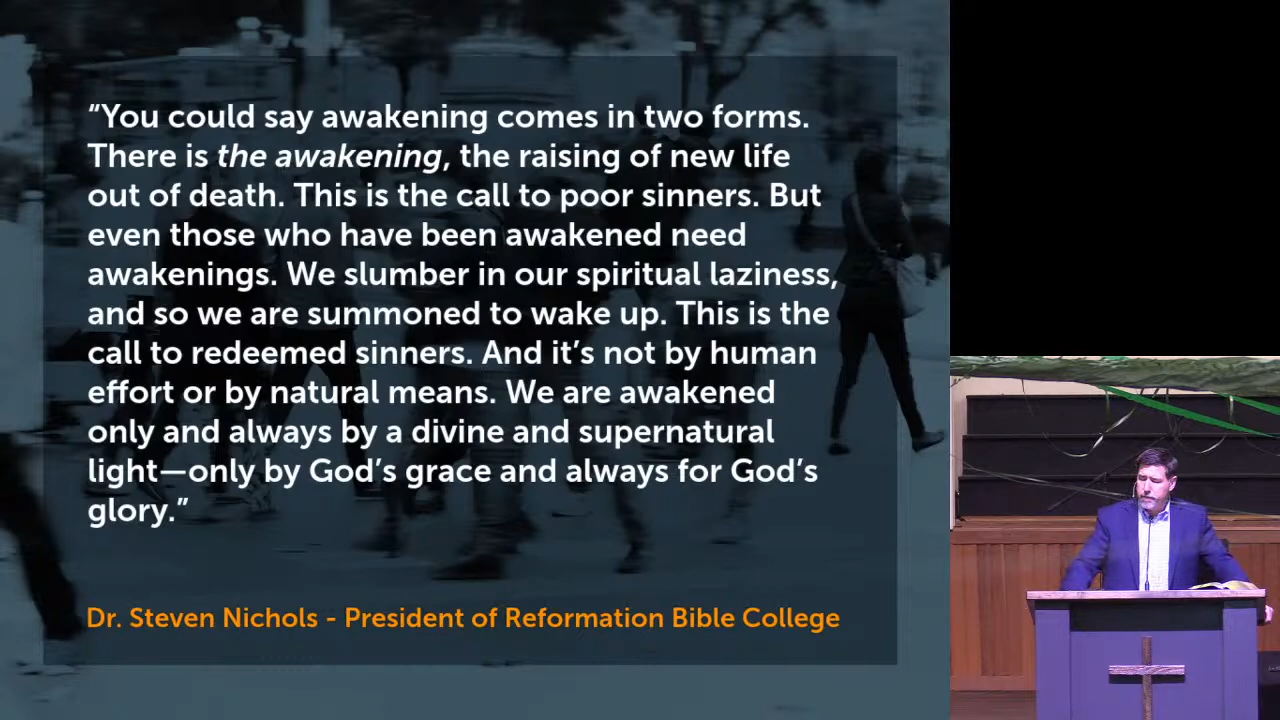 “You could say awakening comes in two forms.
There is the awakening, the raising of new life
out of death. This is the call to poor sinners. But
even those who have been awakened need
awakenings. We slumber in our spiritual laziness,
and so we are summoned to wake up. This is the
call to redeemed sinners. And it’s not by human
effort or by natural means. We are awakened
only and always by a divine and supernatural
light—only by God’s grace and always for God’s
glory.”
Dr. Steven Nichols - President of Reformation Bible College